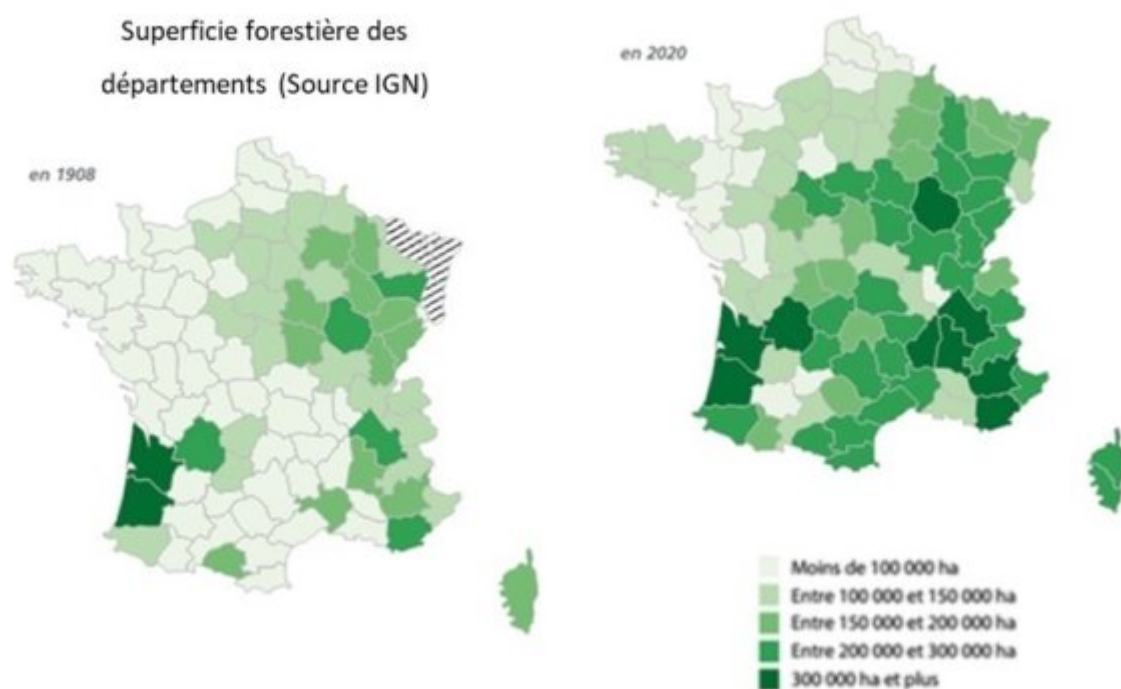 Superficie forestière des
départements (Source IGN)
en 1908
en 2020
Moins de 100 000 ha
Entre 100 000 et 150 000 ha
Entre 150 000 et 200 000 ha
Entre 200 000 et 300 000 ha
300 000 ha et plus